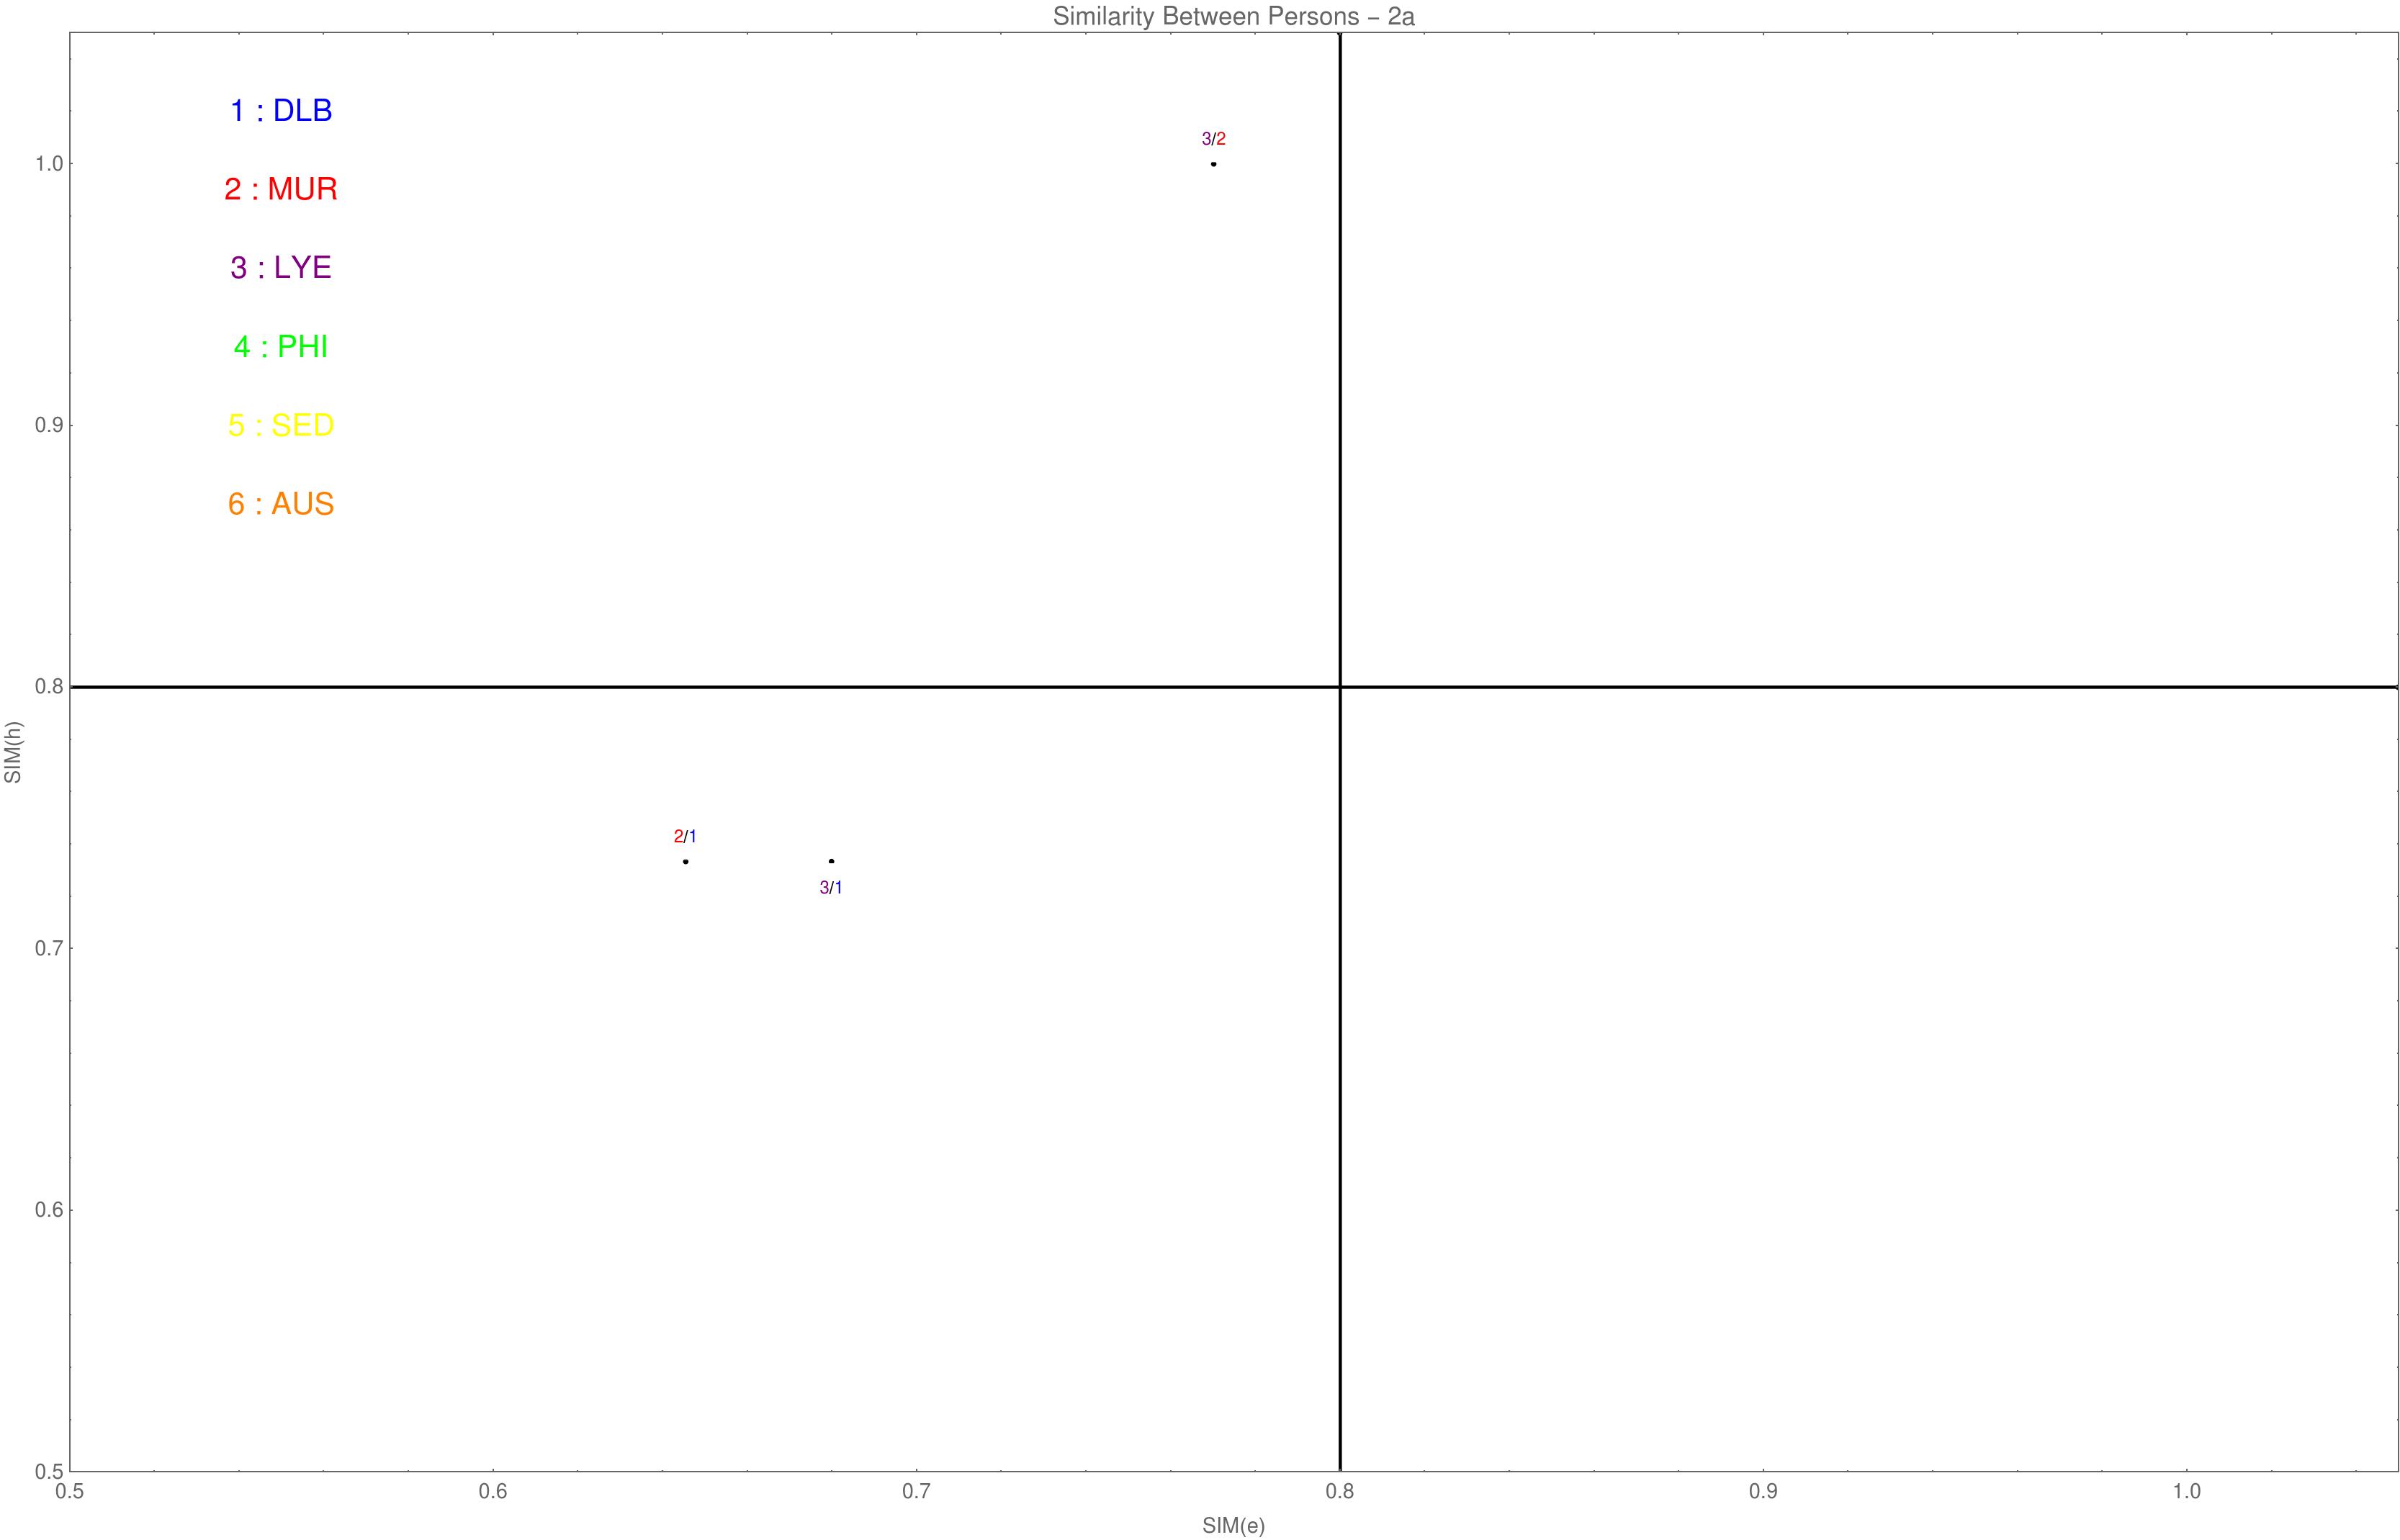 Similarity Between Persons – 2a
1 : DLB
3/2
1.0
2 : MUR
3 : LYE
4 : PHI
0.9
5 : SED
6 : AUS
0.8
SIM(h)
2/1
3/1
0.7
0.6
0.5
0.5 0.6 0.7 0.8 0.9 1.0
SIM(e)